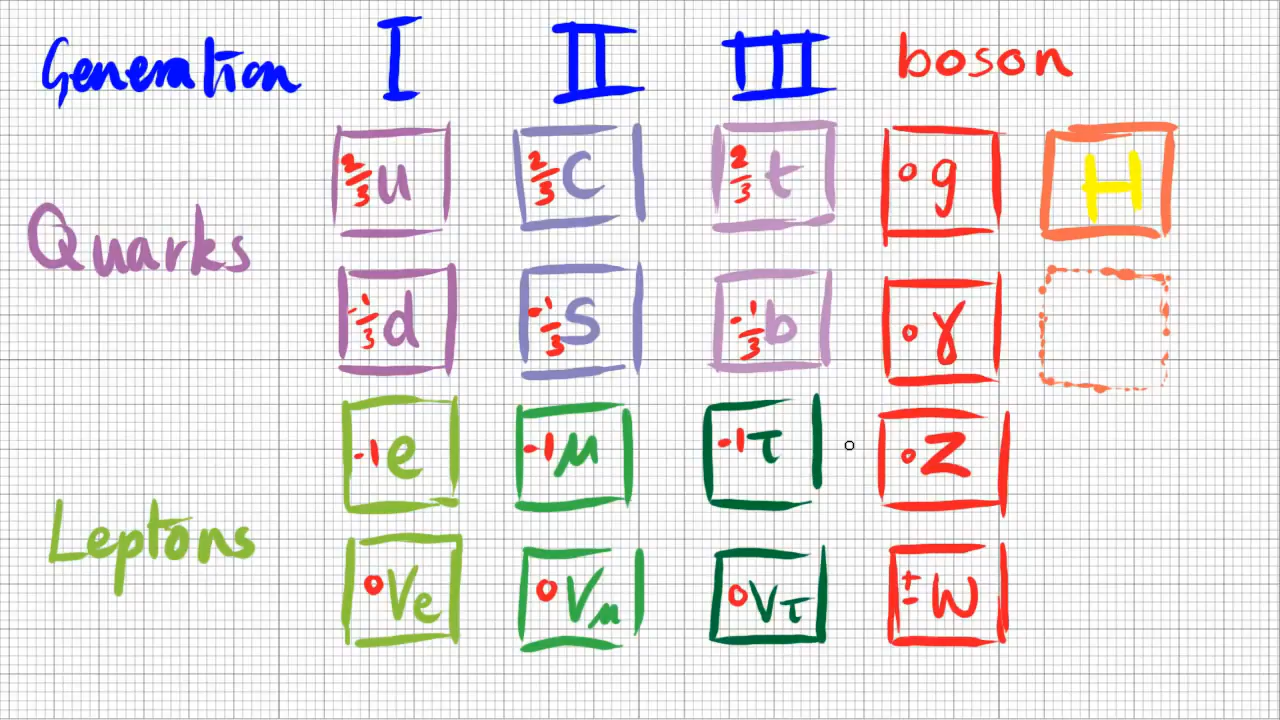 Generation I II III boson
2/3 u 2/3 c 2/3 t 0 g H
Quarks
-1/3 d -1/3 s -1/3 b 0 γ
-1 e -1 μ -1 τ 0 Z
Leptons
0 νe 0 νμ 0 ντ ± W